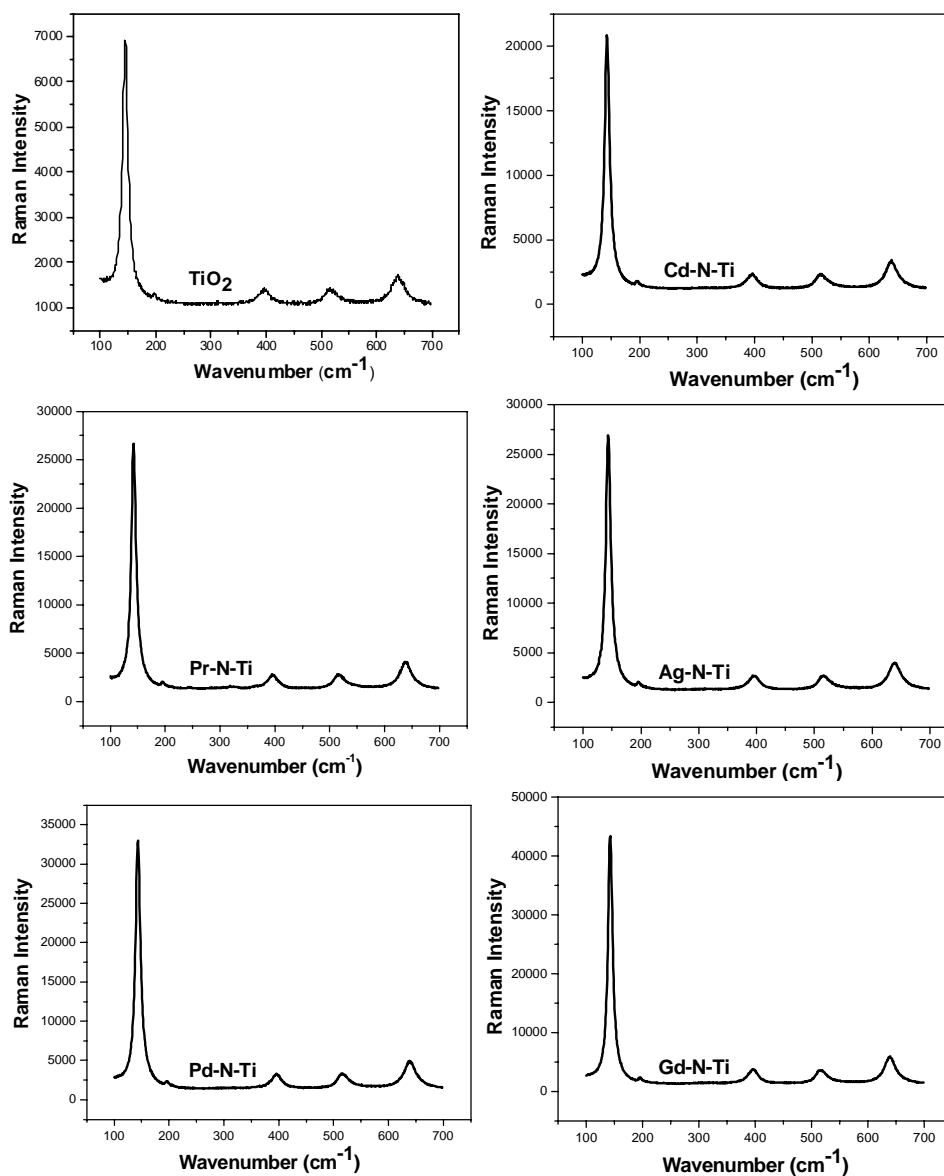 7000
6000
5000
4000
3000
2000
1000
Raman Intensity
TiO2
100 200 300 400 500 600 700
Wavenumber (cm-1)
20000
15000
10000
5000
0
Raman Intensity
Cd-N-Ti
100 200 300 400 500 600 700
Wavenumber (cm-1)
30000
25000
20000
15000
10000
5000
0
Raman Intensity
Pr-N-Ti
100 200 300 400 500 600 700
Wavenumber (cm-1)
30000
25000
20000
15000
10000
5000
0
Raman Intensity
Ag-N-Ti
100 200 300 400 500 600 700
Wavenumber (cm-1)
35000
30000
25000
20000
15000
10000
5000
0
Raman Intensity
Pd-N-Ti
100 200 300 400 500 600 700
Wavenumber (cm-1)
50000
40000
30000
20000
10000
0
Raman Intensity
Gd-N-Ti
100 200 300 400 500 600 700
Wavenumber (cm-1)